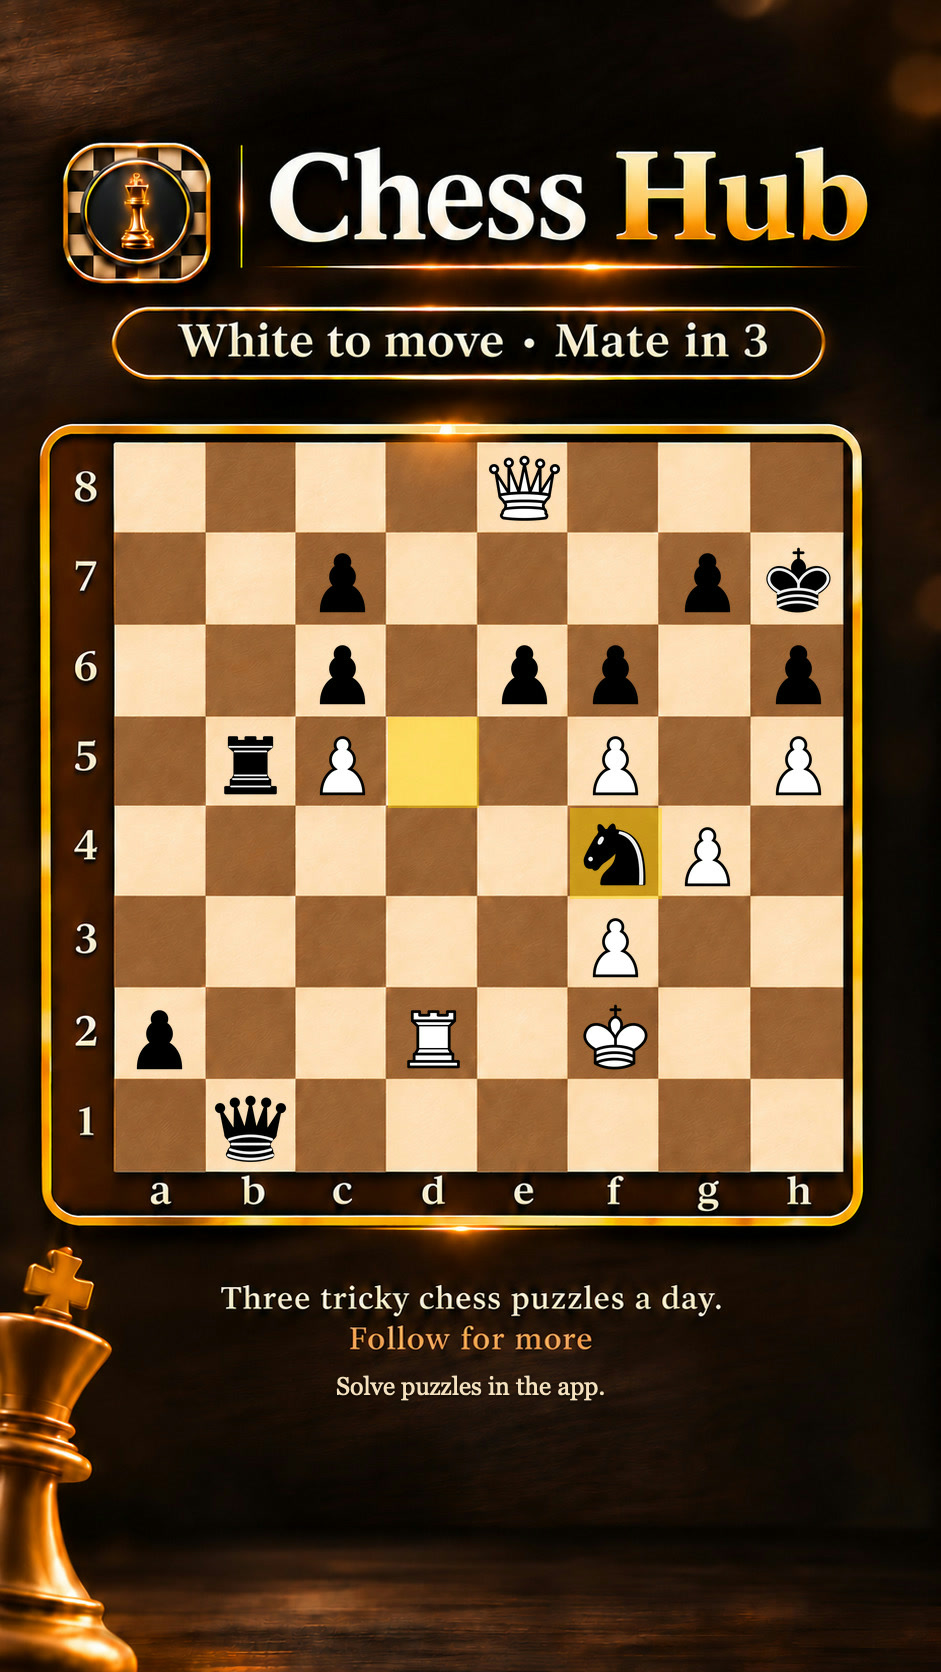 Chess Hub
White to move • Mate in 3
8
7
6
5
4
3
2
1
a b c d e f g h
Three tricky chess puzzles a day.
Follow for more
Solve puzzles in the app.